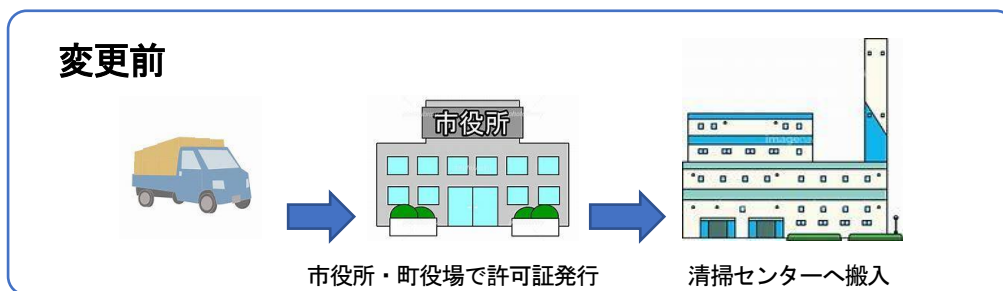 変更前
市役所
市役所・町役場で許可証発行
清掃センターへ搬入